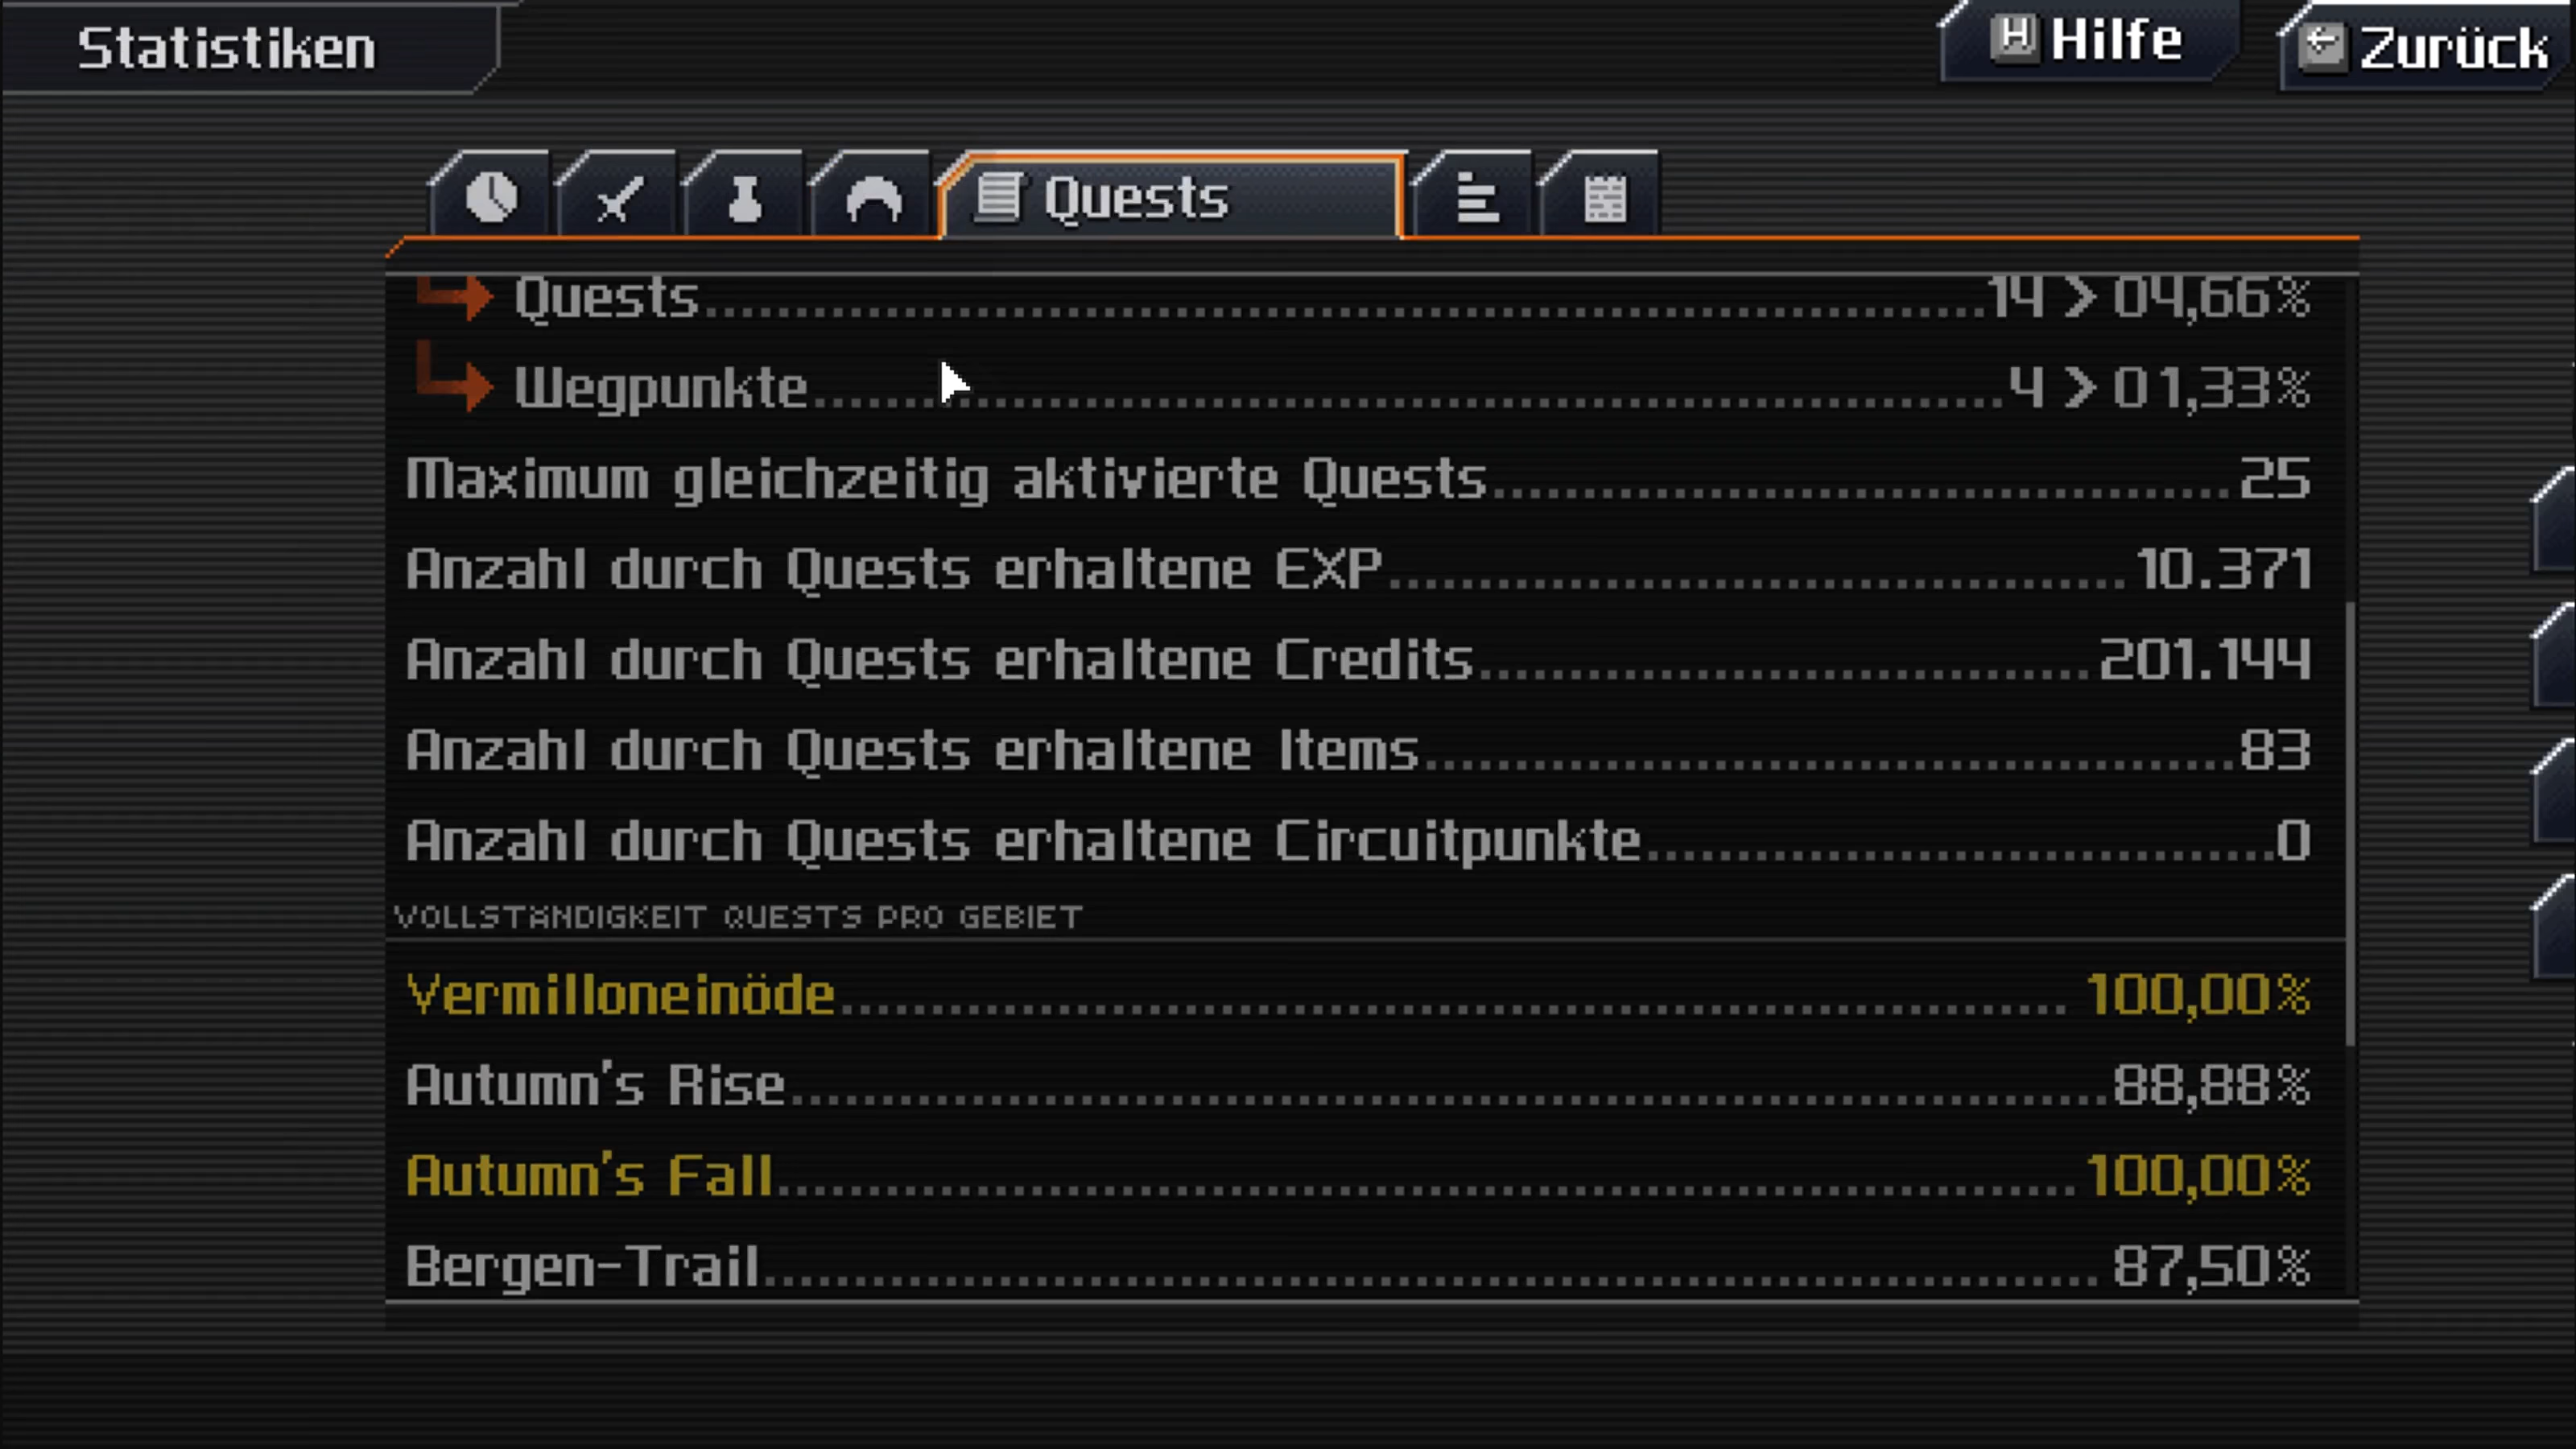 Statistiken
H Hilfe
Zurück
Quests
Quests 14 > 04,66%
Wegpunkte 4 > 01,33%
Maximum gleichzeitig aktivierte Quests 25
Anzahl durch Quests erhaltene EXP 10.371
Anzahl durch Quests erhaltene Credits 201.144
Anzahl durch Quests erhaltene Items 83
Anzahl durch Quests erhaltene Circuitpunkte 0
VOLLSTÄNDIGKEIT QUESTS PRO GEBIET
Vermilloneinöde 100,00%
Autumn's Rise 88,88%
Autumn's Fall 100,00%
Bergen-Trail 87,50%